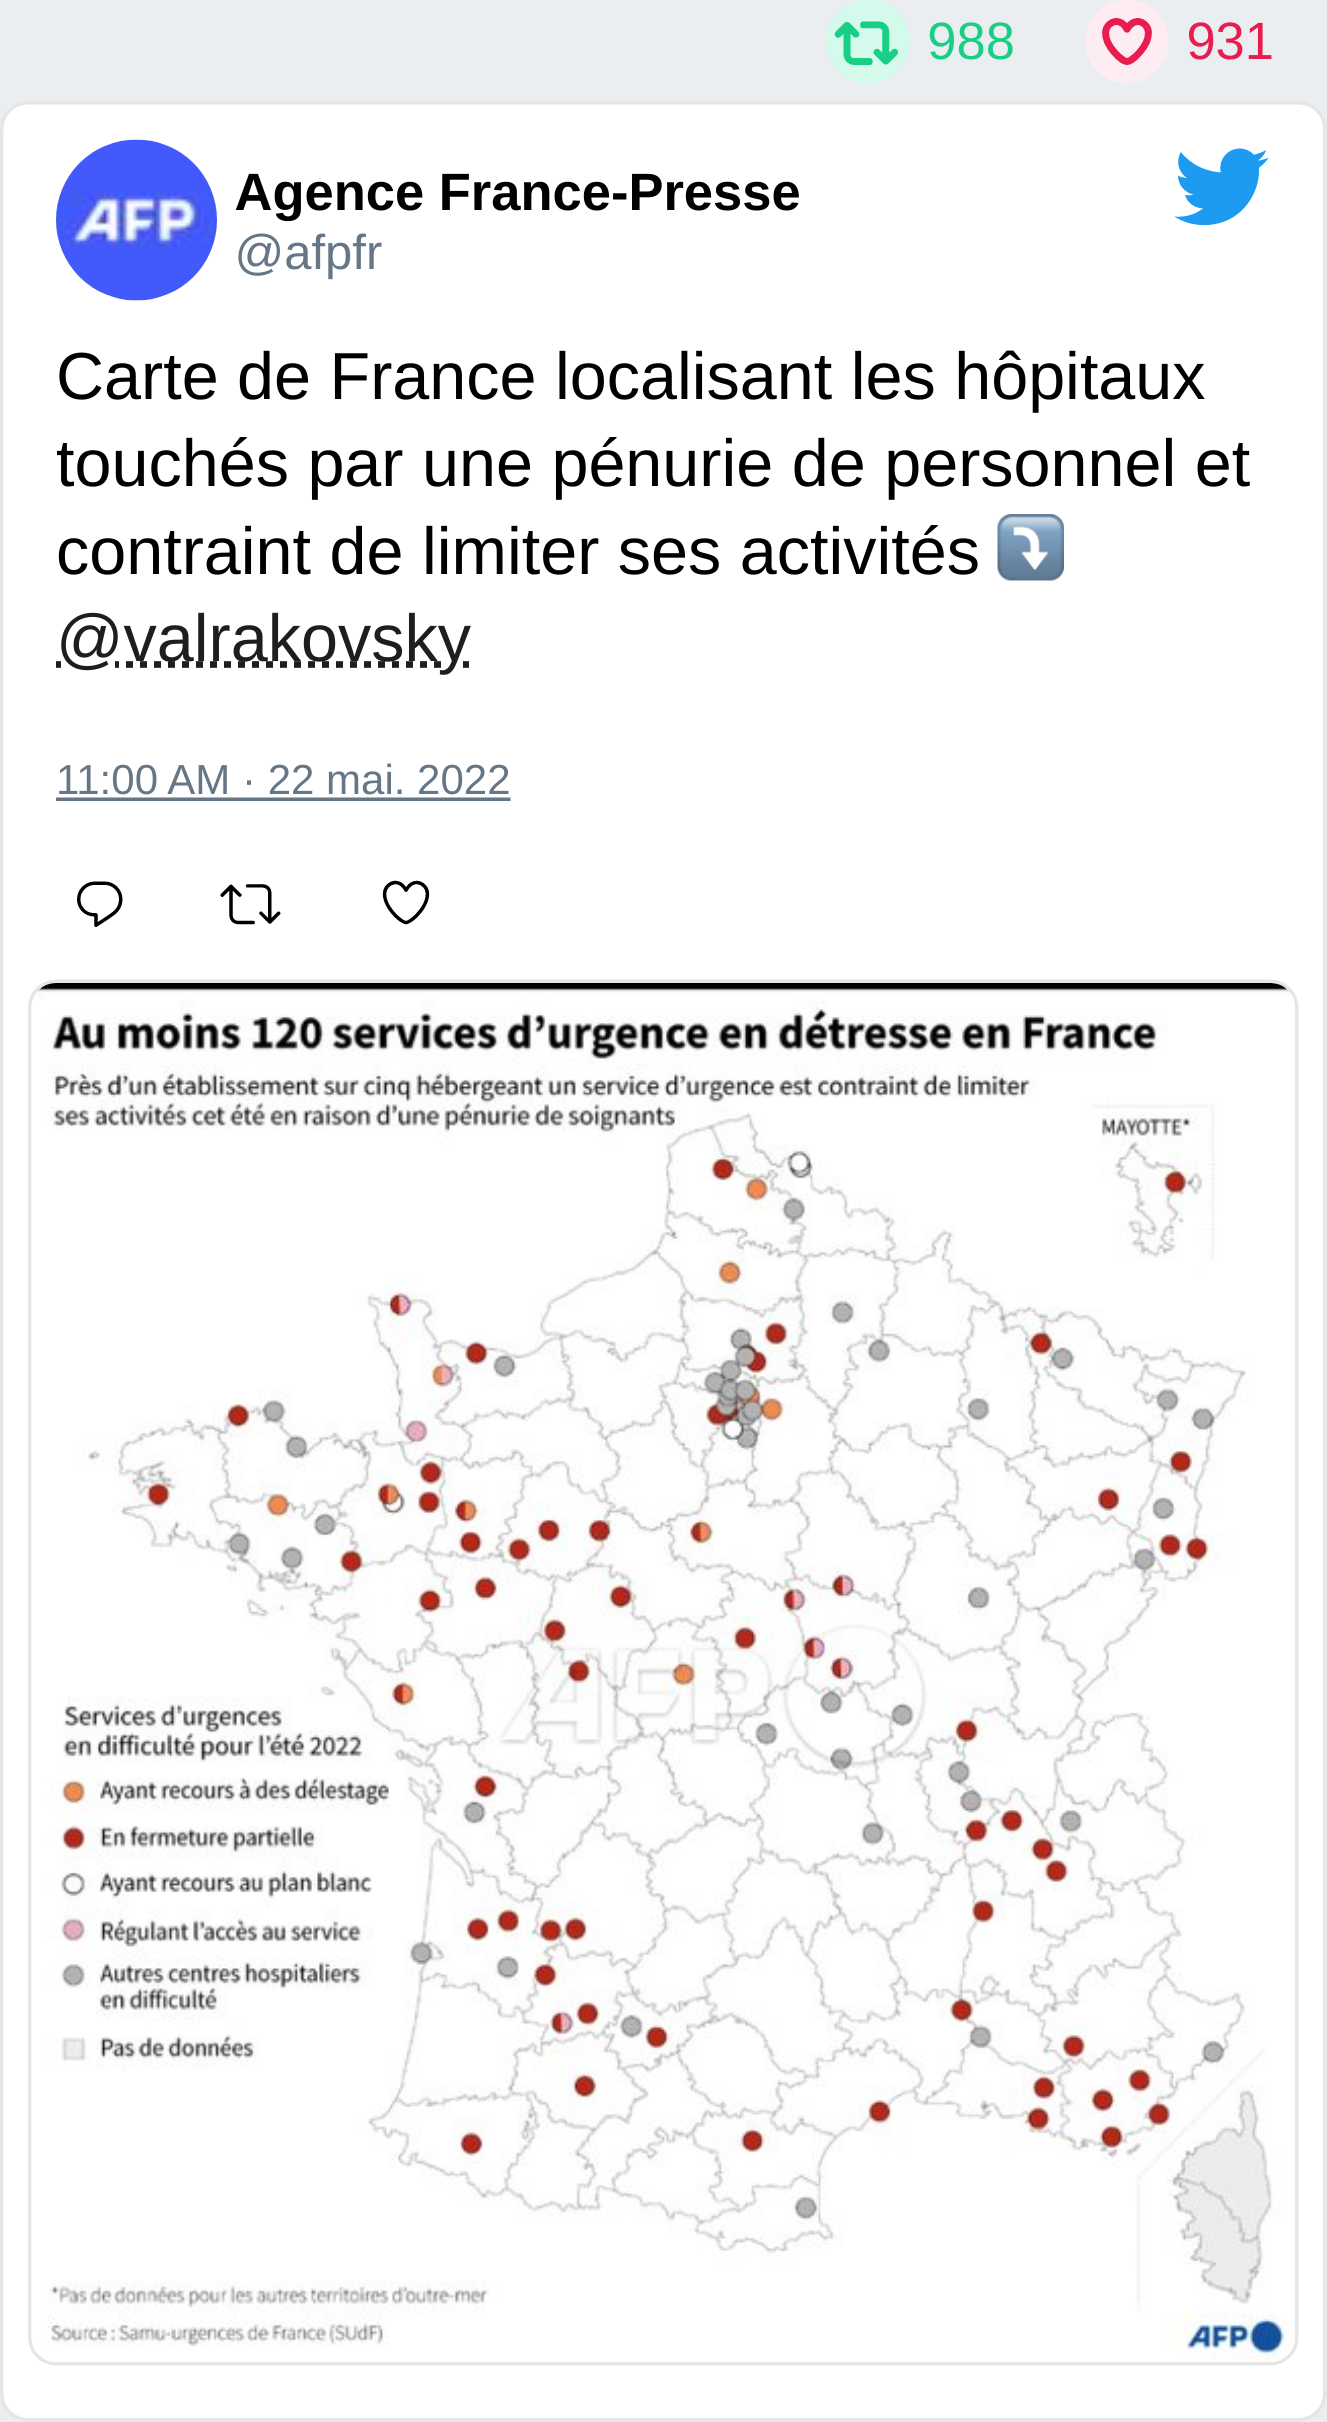 988 931
AFP
Agence France-Presse
@afpfr
Carte de France localisant les hôpitaux
touchés par une pénurie de personnel et
contraint de limiter ses activités ⤵️
@valrakovsky
11:00 AM · 22 mai. 2022
Au moins 120 services d’urgence en détresse en France
Près d’un établissement sur cinq hébergeant un service d’urgence est contraint de limiter
ses activités cet été en raison d’une pénurie de soignants
MAYOTTE*
AFP
Services d’urgences
en difficulté pour l’été 2022
Ayant recours à des délestage
En fermeture partielle
Ayant recours au plan blanc
Régulant l’accès au service
Autres centres hospitaliers
en difficulté
Pas de données
*Pas de données pour les autres territoires d’outre-mer
Source : Samu-urgences de France (SUdF)
AFP